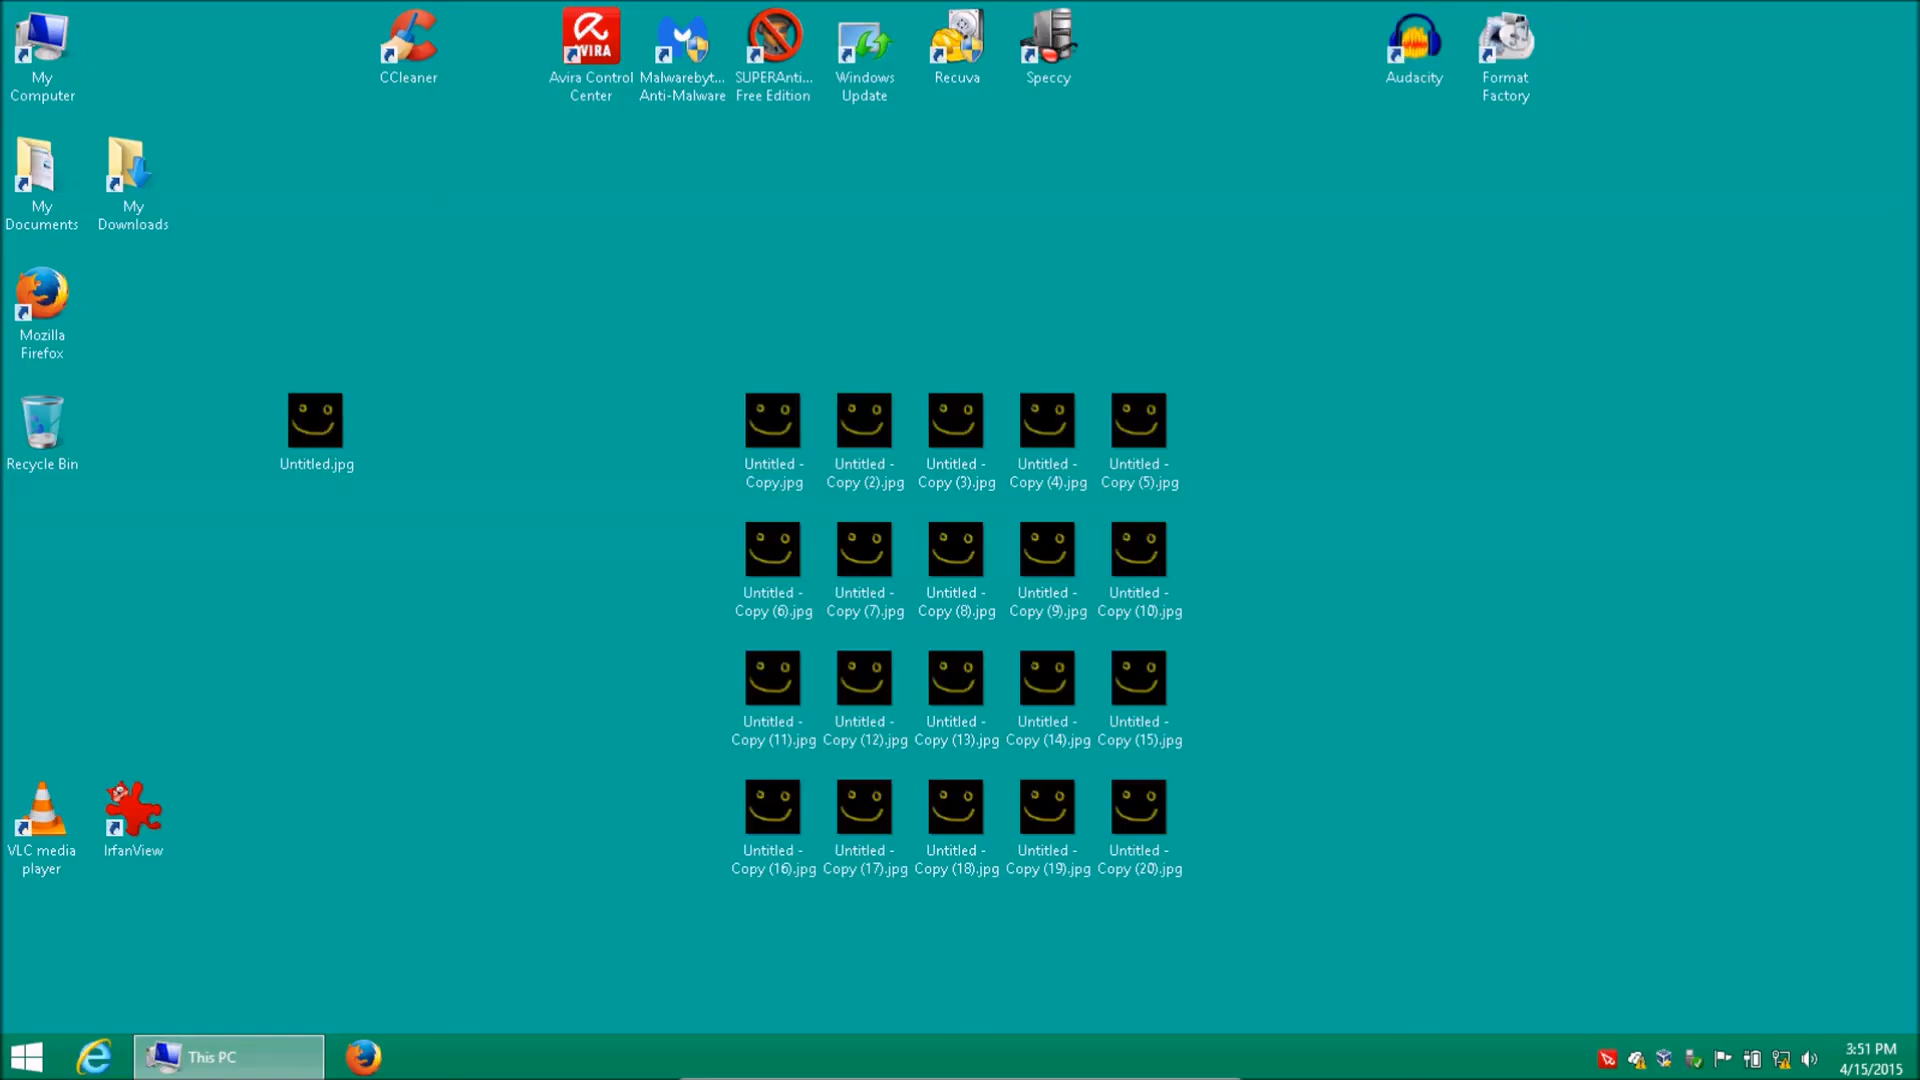 My
Computer
CCleaner
AVIRA
Avira Control
Center
Malwarebyt...
Anti-Malware
SUPERAnti...
Free Edition
Windows
Update
Recuva
Speccy
Audacity
Format
Factory
My
Documents
My
Downloads
Mozilla
Firefox
Recycle Bin
Untitled.jpg
Untitled -
Copy.jpg
Untitled -
Copy (2).jpg
Untitled -
Copy (3).jpg
Untitled -
Copy (4).jpg
Untitled -
Copy (5).jpg
Untitled -
Copy (6).jpg
Untitled -
Copy (7).jpg
Untitled -
Copy (8).jpg
Untitled -
Copy (9).jpg
Untitled -
Copy (10).jpg
Untitled -
Copy (11).jpg
Untitled -
Copy (12).jpg
Untitled -
Copy (13).jpg
Untitled -
Copy (14).jpg
Untitled -
Copy (15).jpg
VLC media
player
IrfanView
Untitled -
Copy (16).jpg
Untitled -
Copy (17).jpg
Untitled -
Copy (18).jpg
Untitled -
Copy (19).jpg
Untitled -
Copy (20).jpg
This PC
3:51 PM
4/15/2015